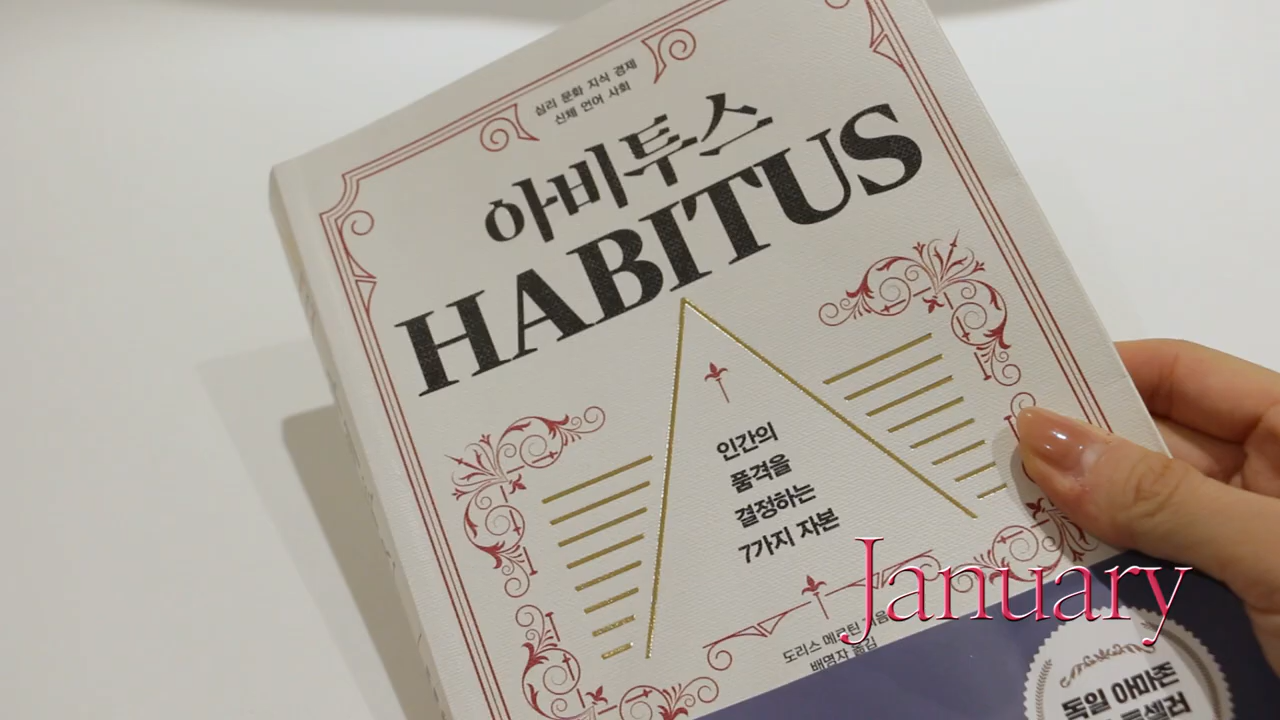 심리 문화 지식 경제
신체 언어 사회
아비투스
HABITUS
인간의
품격을
결정하는
7가지 자본
도리스 메르틴 지음
배명자 옮김
January
독일 아마존